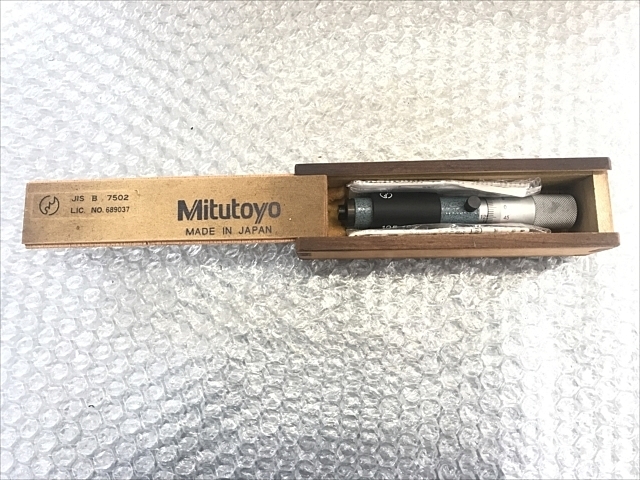 JIS B 7502
LIC. NO. 689037
Mitutoyo
MADE IN JAPAN